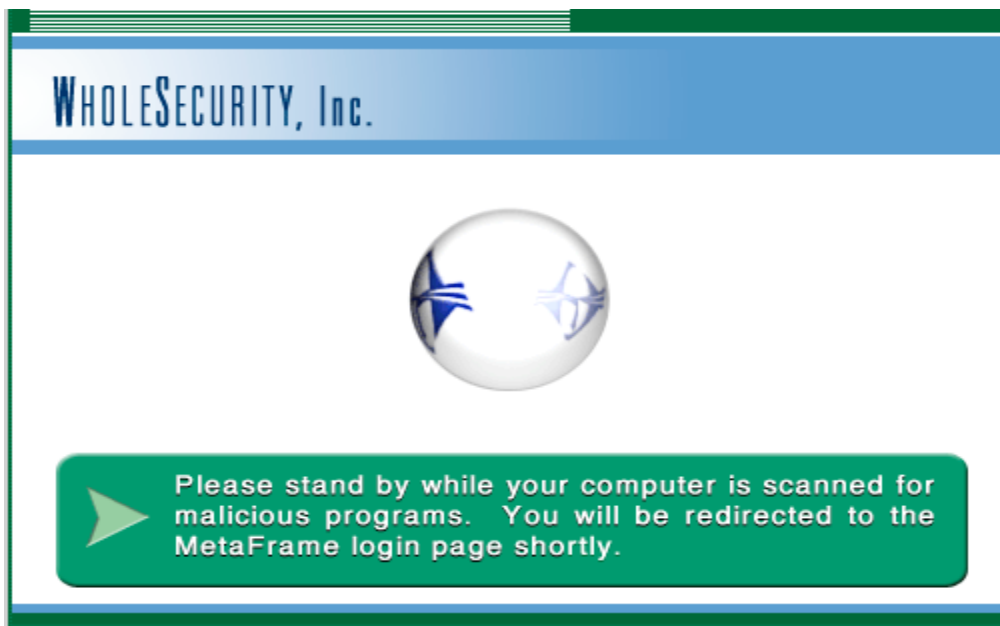 WHOLESECURITY, Inc.
Please stand by while your computer is scanned for
malicious programs.  You will be redirected to the
MetaFrame login page shortly.